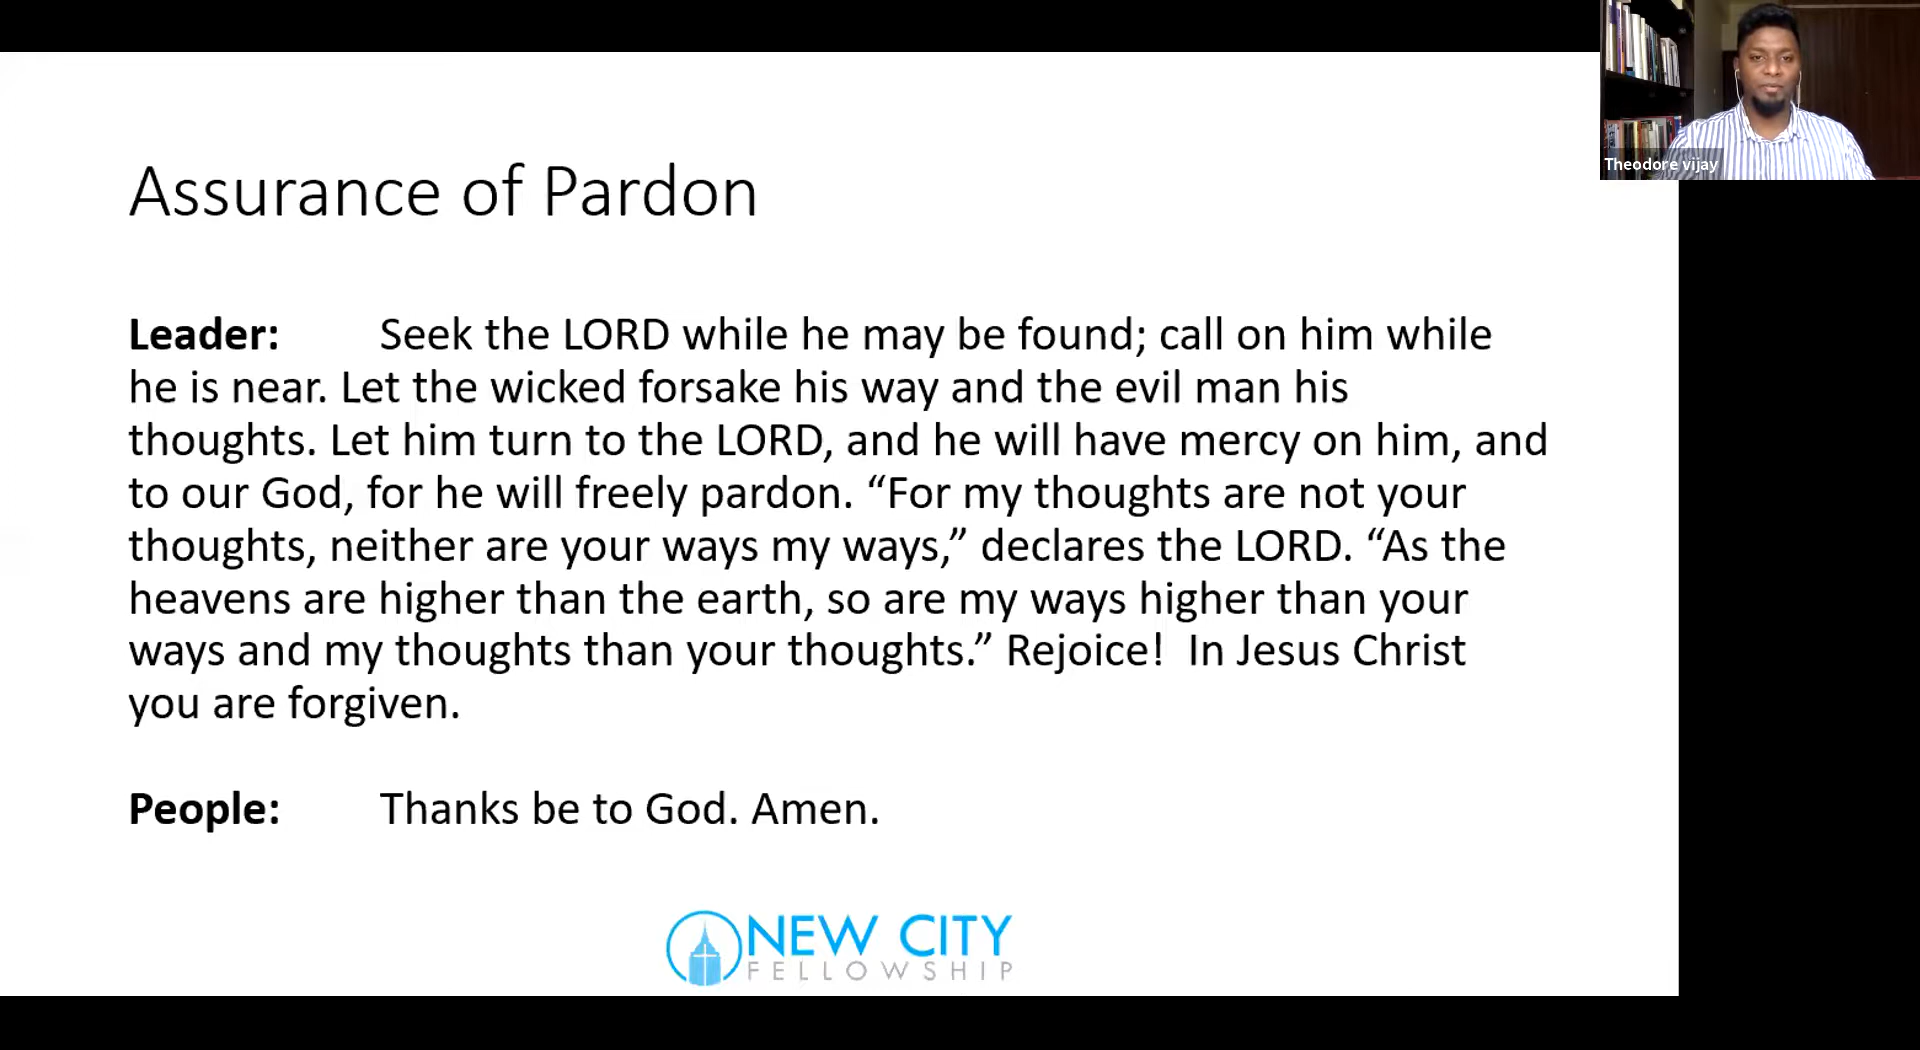 Theodore vijay
Assurance of Pardon
Leader: Seek the LORD while he may be found; call on him while
he is near. Let the wicked forsake his way and the evil man his
thoughts. Let him turn to the LORD, and he will have mercy on him, and
to our God, for he will freely pardon. “For my thoughts are not your
thoughts, neither are your ways my ways,” declares the LORD. “As the
heavens are higher than the earth, so are my ways higher than your
ways and my thoughts than your thoughts.” Rejoice!  In Jesus Christ
you are forgiven.
People: Thanks be to God. Amen.
NEW CITY
FELLOWSHIP